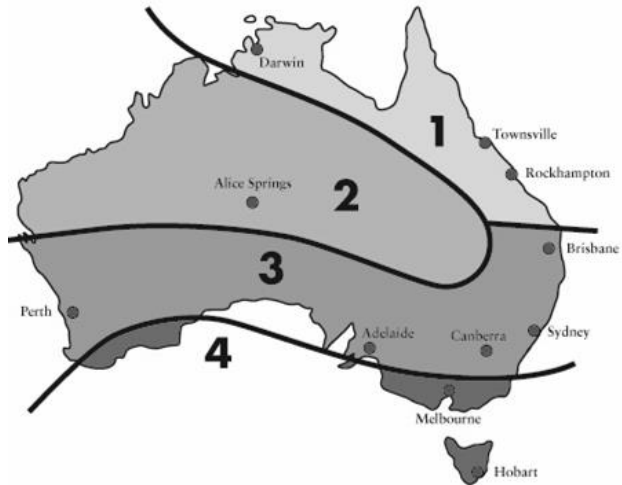 Darwin
1
Townsville
Rockhampton
Alice Springs
2
Brisbane
3
Perth
Adelaide
Canberra
Sydney
4
Melbourne
Hobart